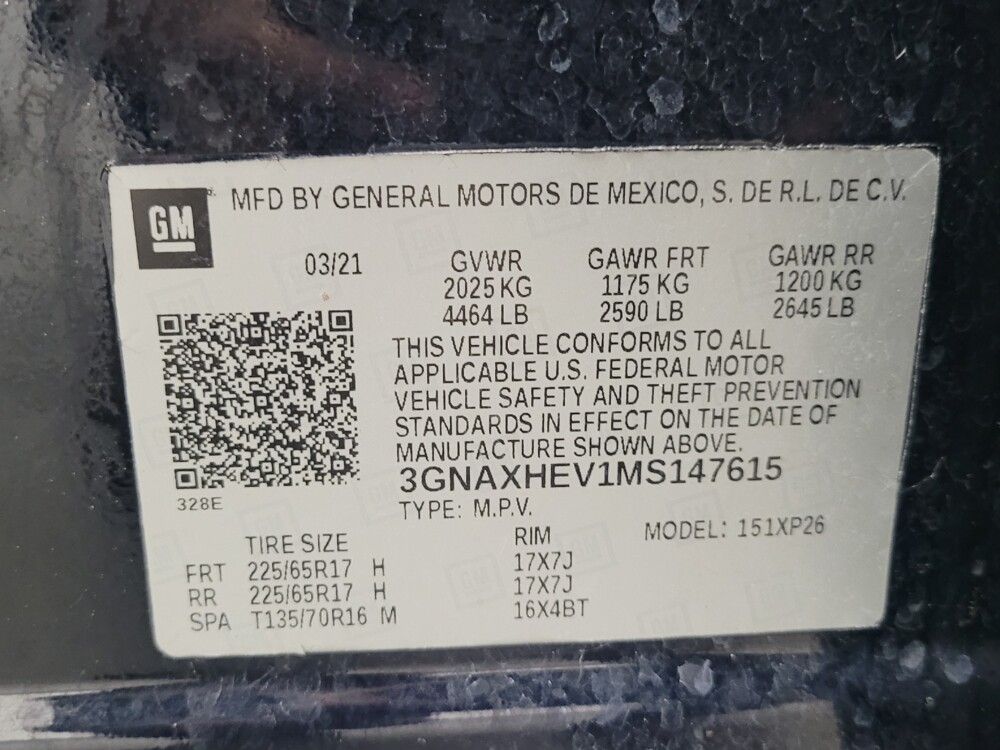 GM
MFD BY GENERAL MOTORS DE MEXICO, S. DE R.L. DE C.V.
03/21 GVWR GAWR FRT GAWR RR
2025 KG 1175 KG 1200 KG
4464 LB 2590 LB 2645 LB
THIS VEHICLE CONFORMS TO ALL
APPLICABLE U.S. FEDERAL MOTOR
VEHICLE SAFETY AND THEFT PREVENTION
STANDARDS IN EFFECT ON THE DATE OF
MANUFACTURE SHOWN ABOVE.
3GNAXHEV1MS147615
328E
TYPE: M.P.V.
TIRE SIZE RIM MODEL: 151XP26
FRT 225/65R17 H 17X7J
RR 225/65R17 H 17X7J
SPA T135/70R16 M 16X4BT